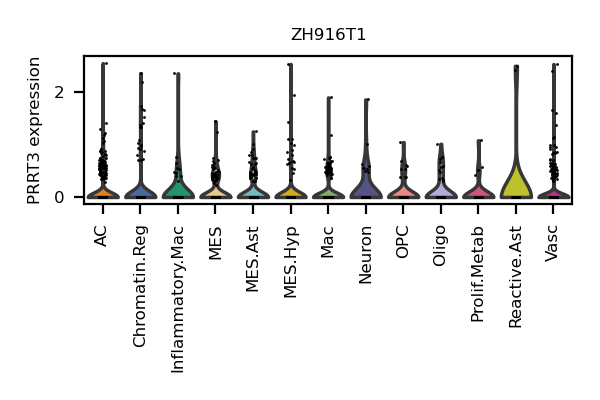 ZH916T1
PRRT3 expression
2
0
AC
Chromatin.Reg
Inflammatory.Mac
MES
MES.Ast
MES.Hyp
Mac
Neuron
OPC
Oligo
Prolif.Metab
Reactive.Ast
Vasc